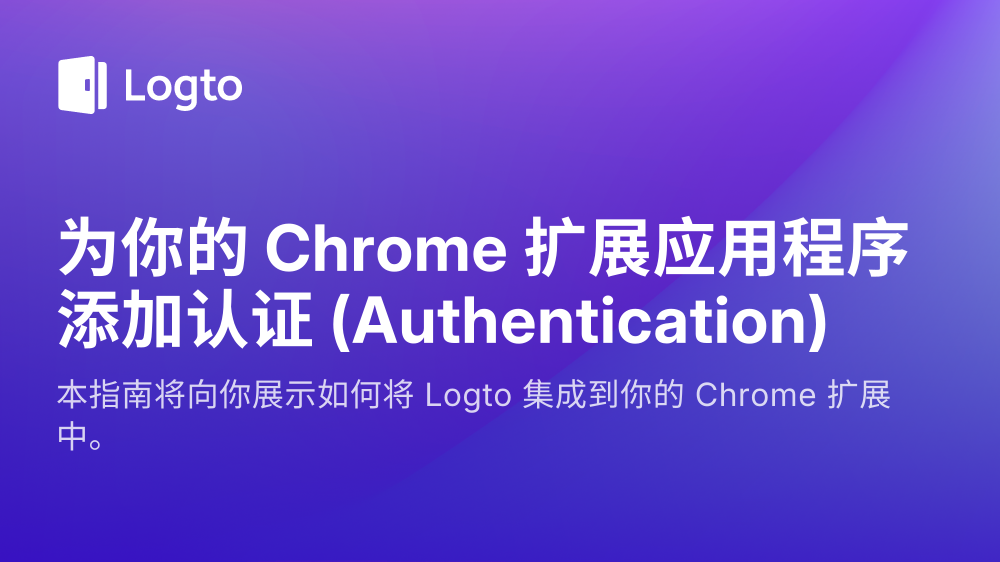 Logto
为你的 Chrome 扩展应用程序
添加认证 (Authentication)
本指南将向你展示如何将 Logto 集成到你的 Chrome 扩展
中。